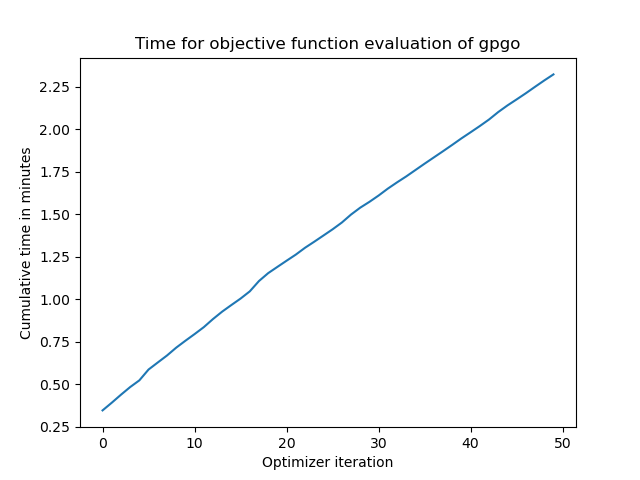 Time for objective function evaluation of gpgo
Cumulative time in minutes
2.25
2.00
1.75
1.50
1.25
1.00
0.75
0.50
0.25
0 10 20 30 40 50
Optimizer iteration